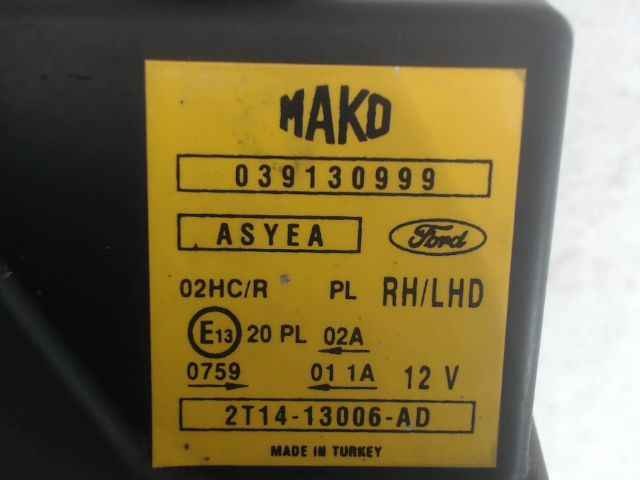 MAKO
039130999
ASYEA Ford
02HC/R PL RH/LHD
E13 20 PL 02A
0759 01 1A 12 V
2T14-13006-AD
MADE IN TURKEY